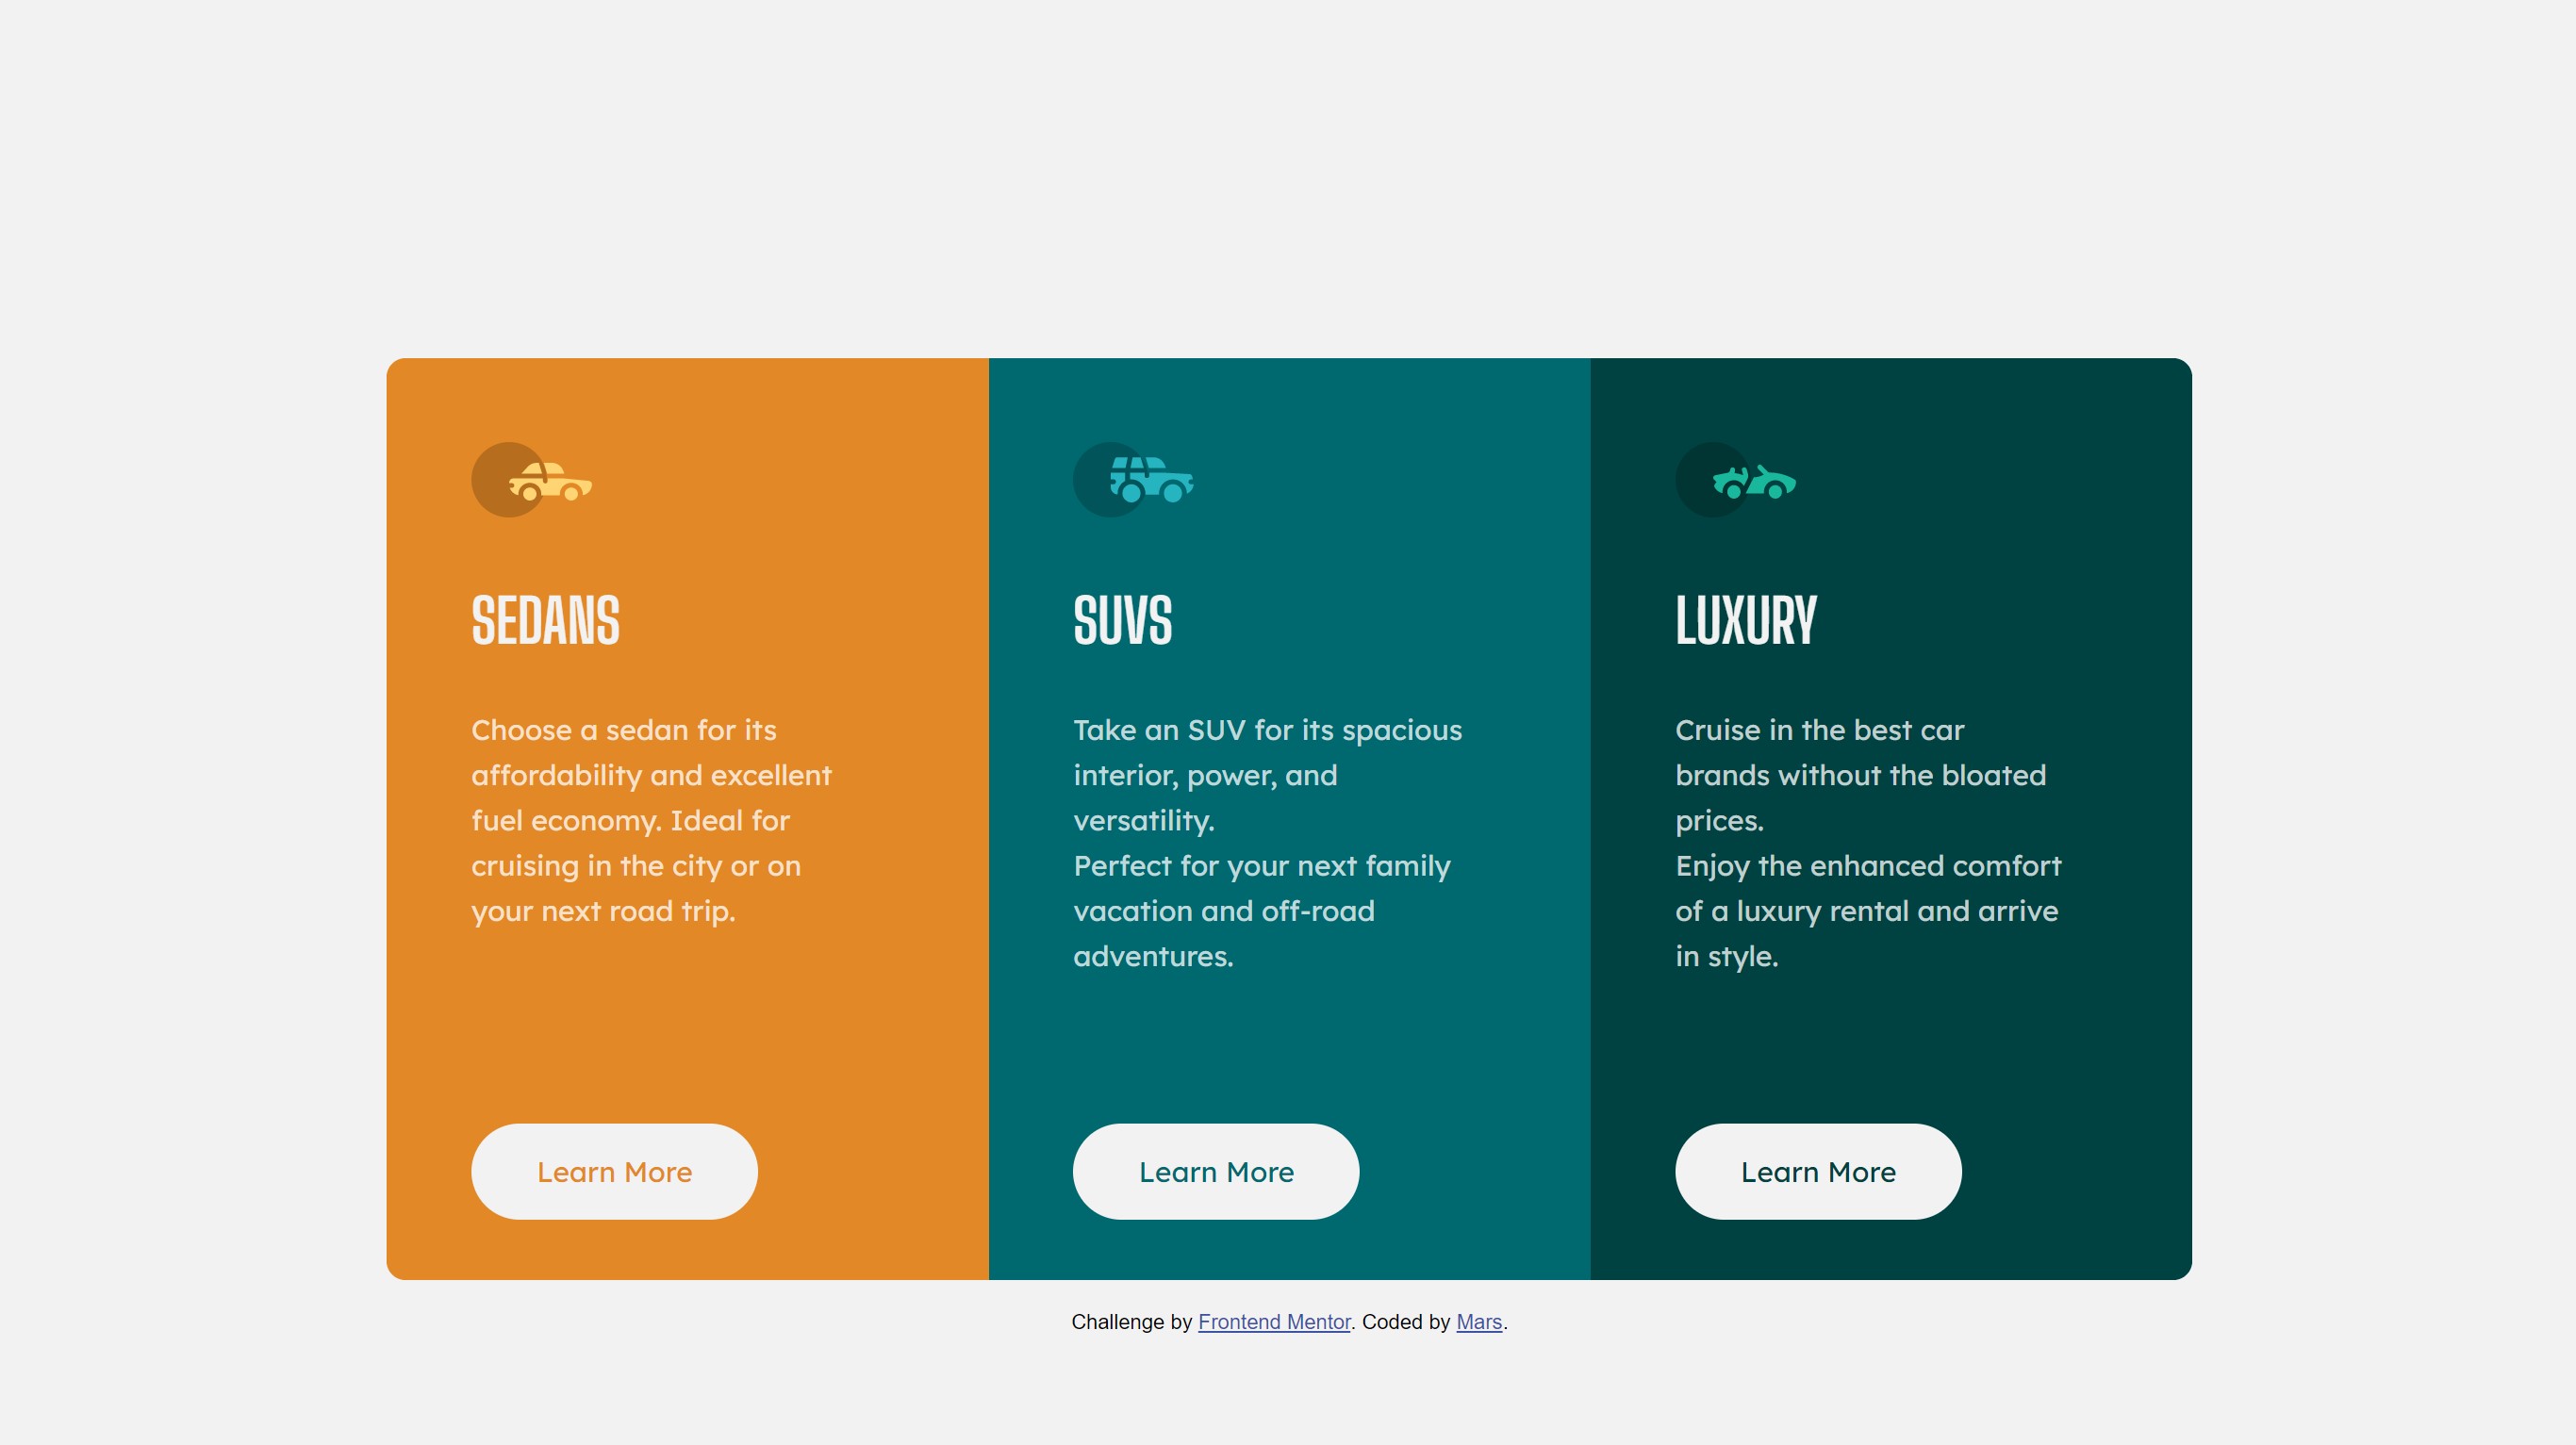 SEDANS
Choose a sedan for its
affordability and excellent
fuel economy. Ideal for
cruising in the city or on
your next road trip.
Learn More
SUVS
Take an SUV for its spacious
interior, power, and
versatility.
Perfect for your next family
vacation and off-road
adventures.
Learn More
LUXURY
Cruise in the best car
brands without the bloated
prices.
Enjoy the enhanced comfort
of a luxury rental and arrive
in style.
Learn More
Challenge by Frontend Mentor. Coded by Mars.